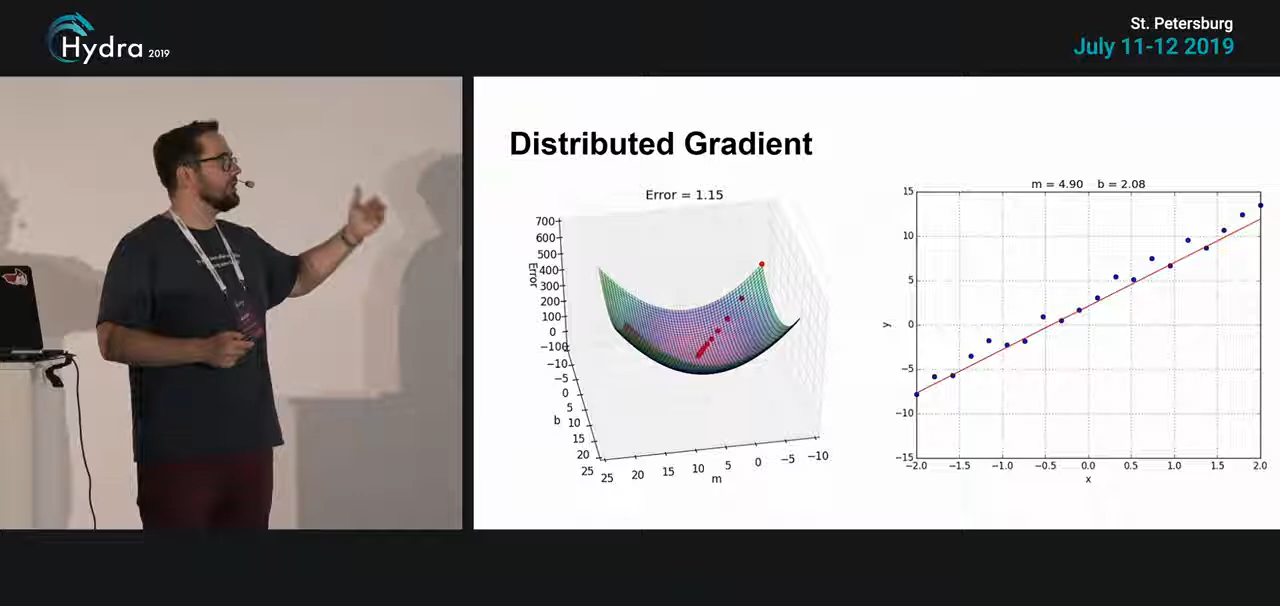 Hydra 2019
St. Petersburg
July 11-12 2019
Distributed Gradient
Error = 1.15
700
600
500
400
300
200
100
0
−100
Error
−10
−5
0
5
10
15
20
25
b
25
20
15
10
5
0
−5
−10
m
m = 4.90 b = 2.08
15
10
5
0
−5
−10
−15
y
−2.0 −1.5 −1.0 −0.5 0.0 0.5 1.0 1.5 2.0
x